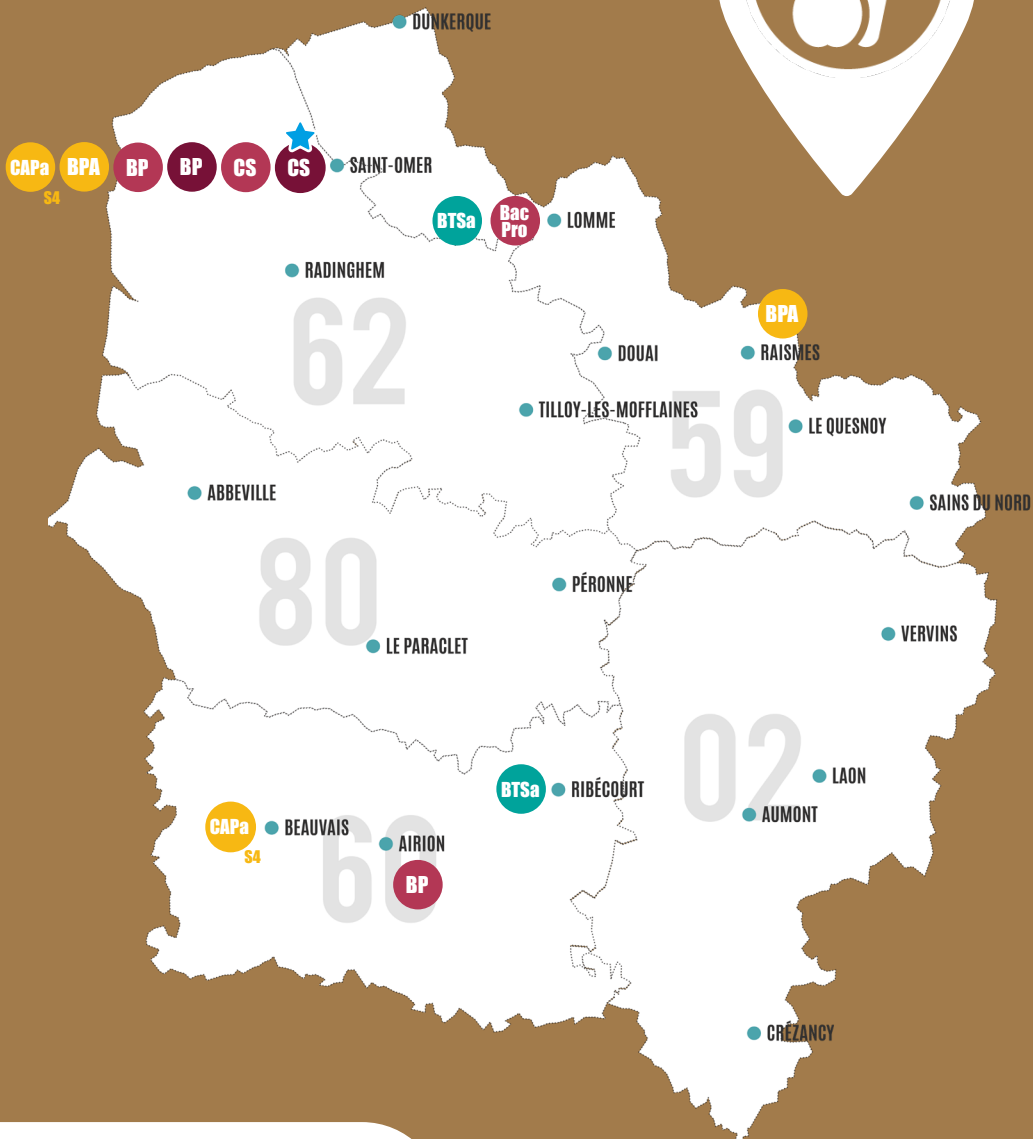 DUNKERQUE
CAPa BPA BP BP CS CS SAINT-OMER
S4
BTSa Bac Pro LOMME
RADINGHEM
62
BPA
DOUAI
RAISMES
TILLOY-LES-MOFFLAINES
59
LE QUESNOY
ABBEVILLE
SAINS DU NORD
80
PÉRONNE
VERVINS
LE PARACLET
02
LAON
BTSa RIBÉCOURT
AUMONT
CAPa BEAUVAIS
S4
AIRION
60
BP
CRÉZANCY